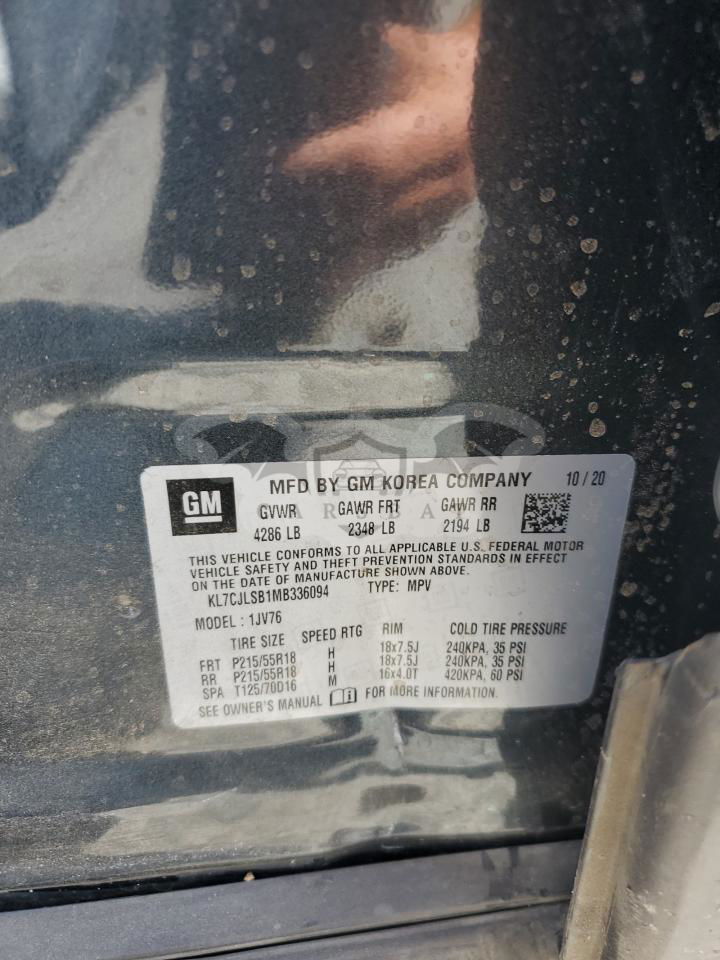 GM
MFD BY GM KOREA COMPANY 10/20
GVWR GAWR FRT GAWR RR
4286 LB 2348 LB 2194 LB
THIS VEHICLE CONFORMS TO ALL APPLICABLE U.S. FEDERAL MOTOR
VEHICLE SAFETY AND THEFT PREVENTION STANDARDS IN EFFECT
ON THE DATE OF MANUFACTURE SHOWN ABOVE.
KL7CJLSB1MB336094 TYPE: MPV
MODEL : 1JV76
TIRE SIZE SPEED RTG RIM COLD TIRE PRESSURE
FRT P215/55R18 H 18x7.5J 240KPA, 35 PSI
RR P215/55R18 H 18x7.5J 240KPA, 35 PSI
SPA T125/70D16 M 16x4.0T 420KPA, 60 PSI
SEE OWNER'S MANUAL FOR MORE INFORMATION.